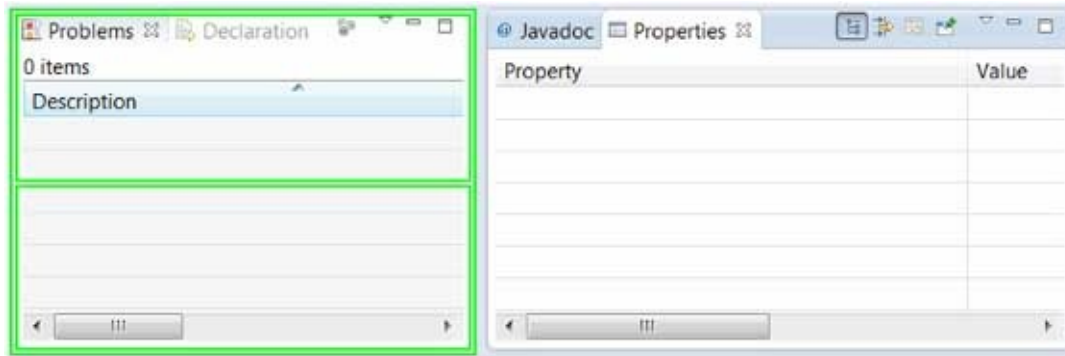 Problems Declaration
0 items
Description
@ Javadoc Properties
Property Value